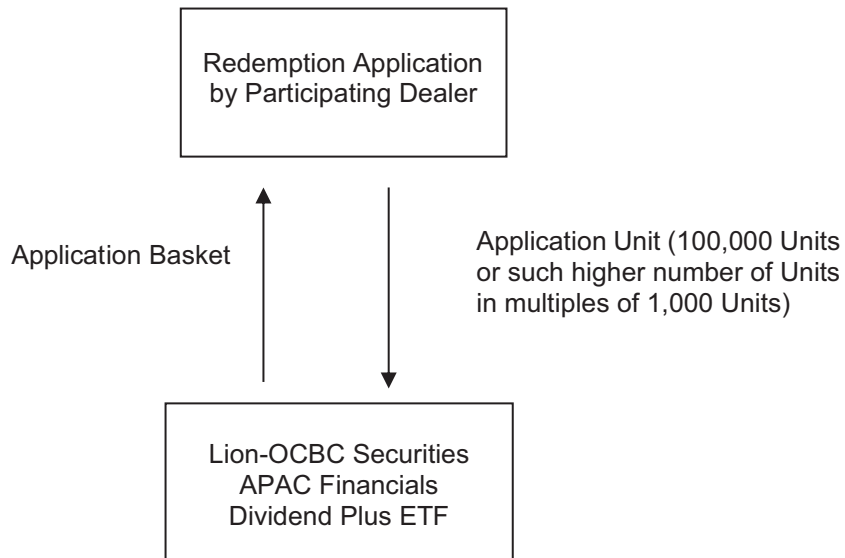 Redemption Application
by Participating Dealer
Application Basket
Application Unit (100,000 Units
or such higher number of Units
in multiples of 1,000 Units)
Lion-OCBC Securities
APAC Financials
Dividend Plus ETF